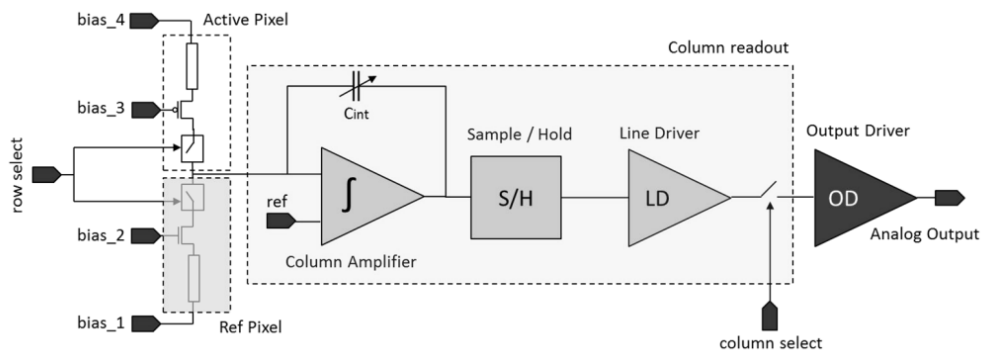 bias_4
Active Pixel
Column readout
bias_3
Cint
row select
Sample / Hold
Line Driver
Output Driver
ref
∫
S/H
LD
OD
bias_2
Column Amplifier
Analog Output
bias_1
Ref Pixel
column select